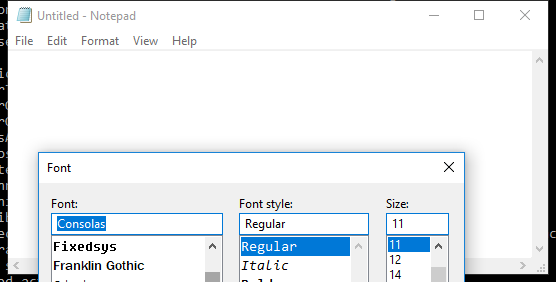 Untitled - Notepad
File Edit Format View Help
Font
Font: Font style: Size:
Consolas Regular 11
Fixedsys Regular 11
Franklin Gothic Italic 12
14